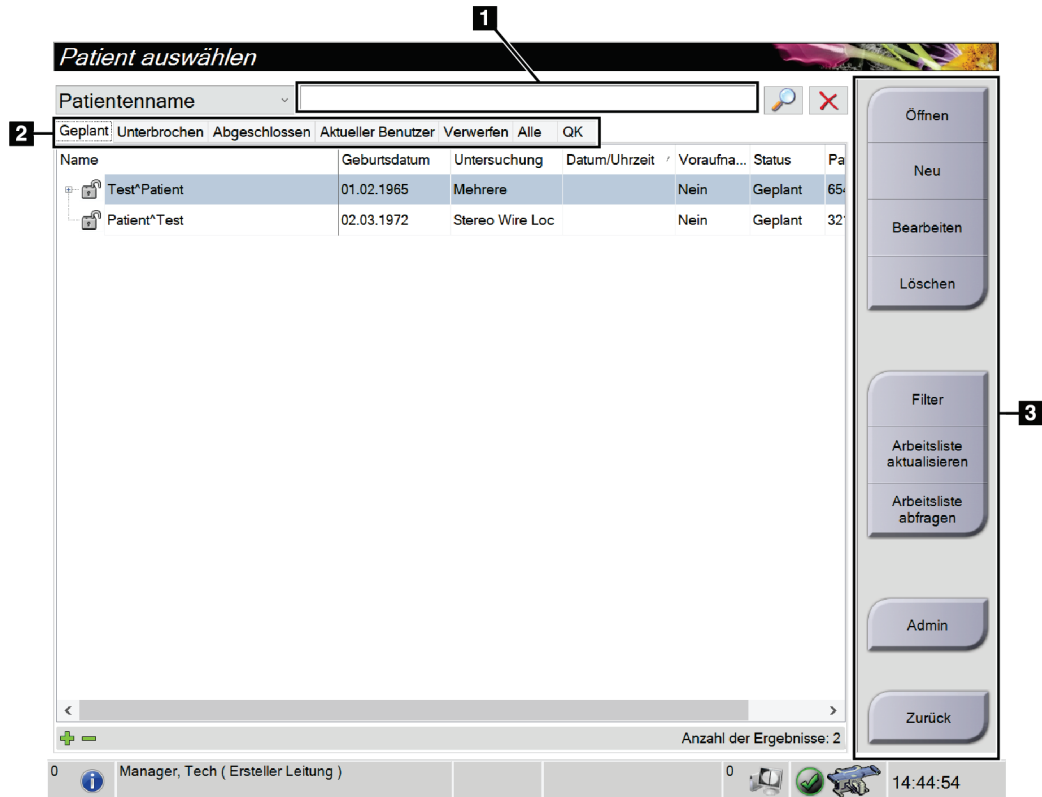 1
Patient auswählen
Patientenname
2
Geplant Unterbrochen Abgeschlossen Aktueller Benutzer Verwerfen Alle QK
Name Geburtsdatum Untersuchung Datum/Uhrzeit Voraufna... Status Pa
Test^Patient 01.02.1965 Mehrere Nein Geplant 654
Patient^Test 02.03.1972 Stereo Wire Loc Nein Geplant 321
Anzahl der Ergebnisse: 2
Öffnen
Neu
Bearbeiten
Löschen
Filter
3
Arbeitsliste
aktualisieren
Arbeitsliste
abfragen
Admin
Zurück
0 Manager, Tech ( Ersteller Leitung ) 0 14:44:54